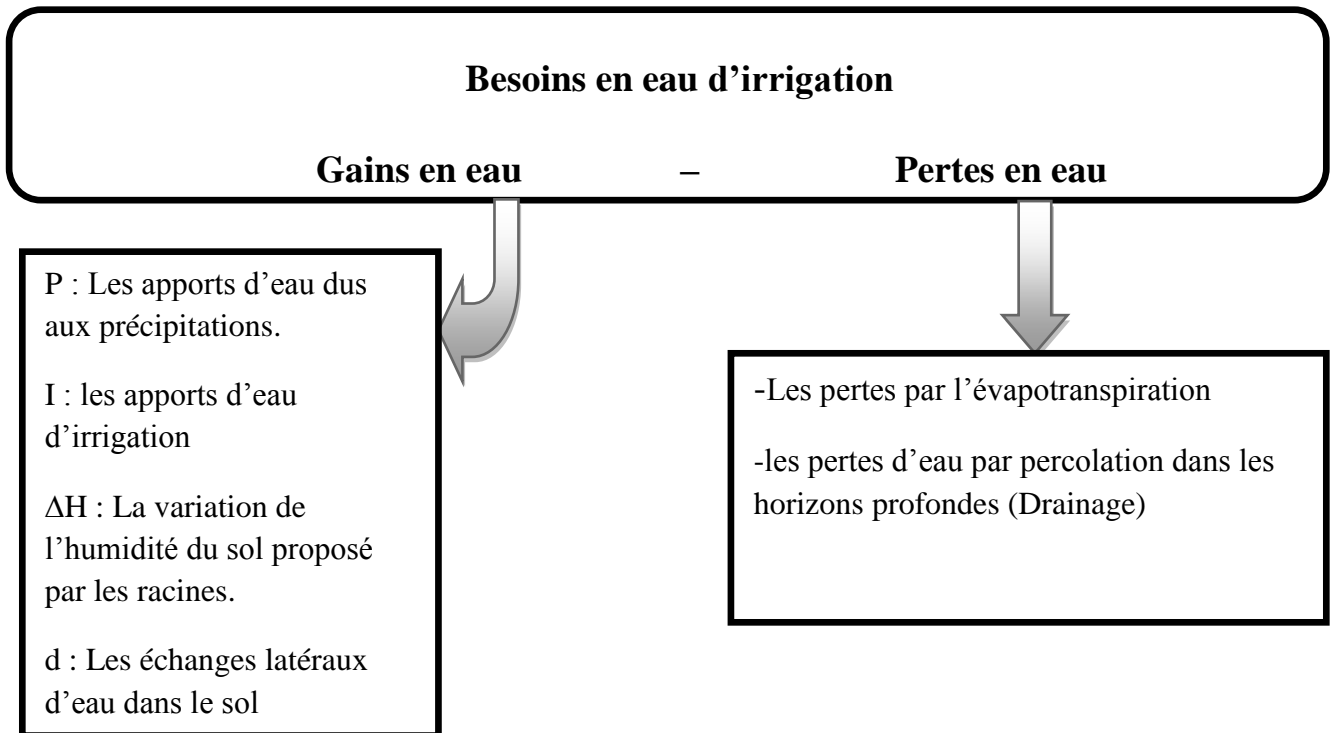 Besoins en eau d’irrigation
Gains en eau – Pertes en eau
P : Les apports d’eau dus
aux précipitations.
I : les apports d’eau
d’irrigation
∆H : La variation de
l’humidité du sol proposé
par les racines.
d : Les échanges latéraux
d’eau dans le sol
-Les pertes par l’évapotranspiration
-les pertes d’eau par percolation dans les
horizons profondes (Drainage)